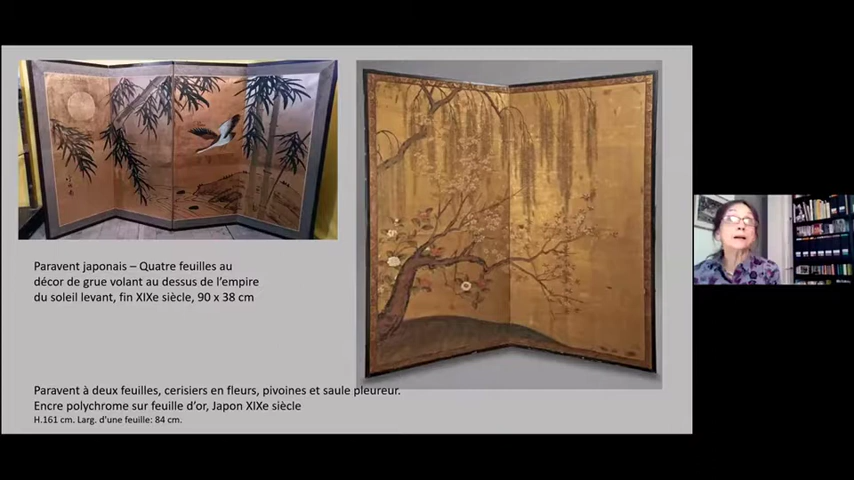 Paravent japonais – Quatre feuilles au
décor de grue volant au dessus de l’empire
du soleil levant, fin XIXe siècle, 90 x 38 cm
Paravent à deux feuilles, cerisiers en fleurs, pivoines et saule pleureur.
Encre polychrome sur feuille d’or, Japon XIXe siècle
H.161 cm. Larg. d'une feuille: 84 cm.